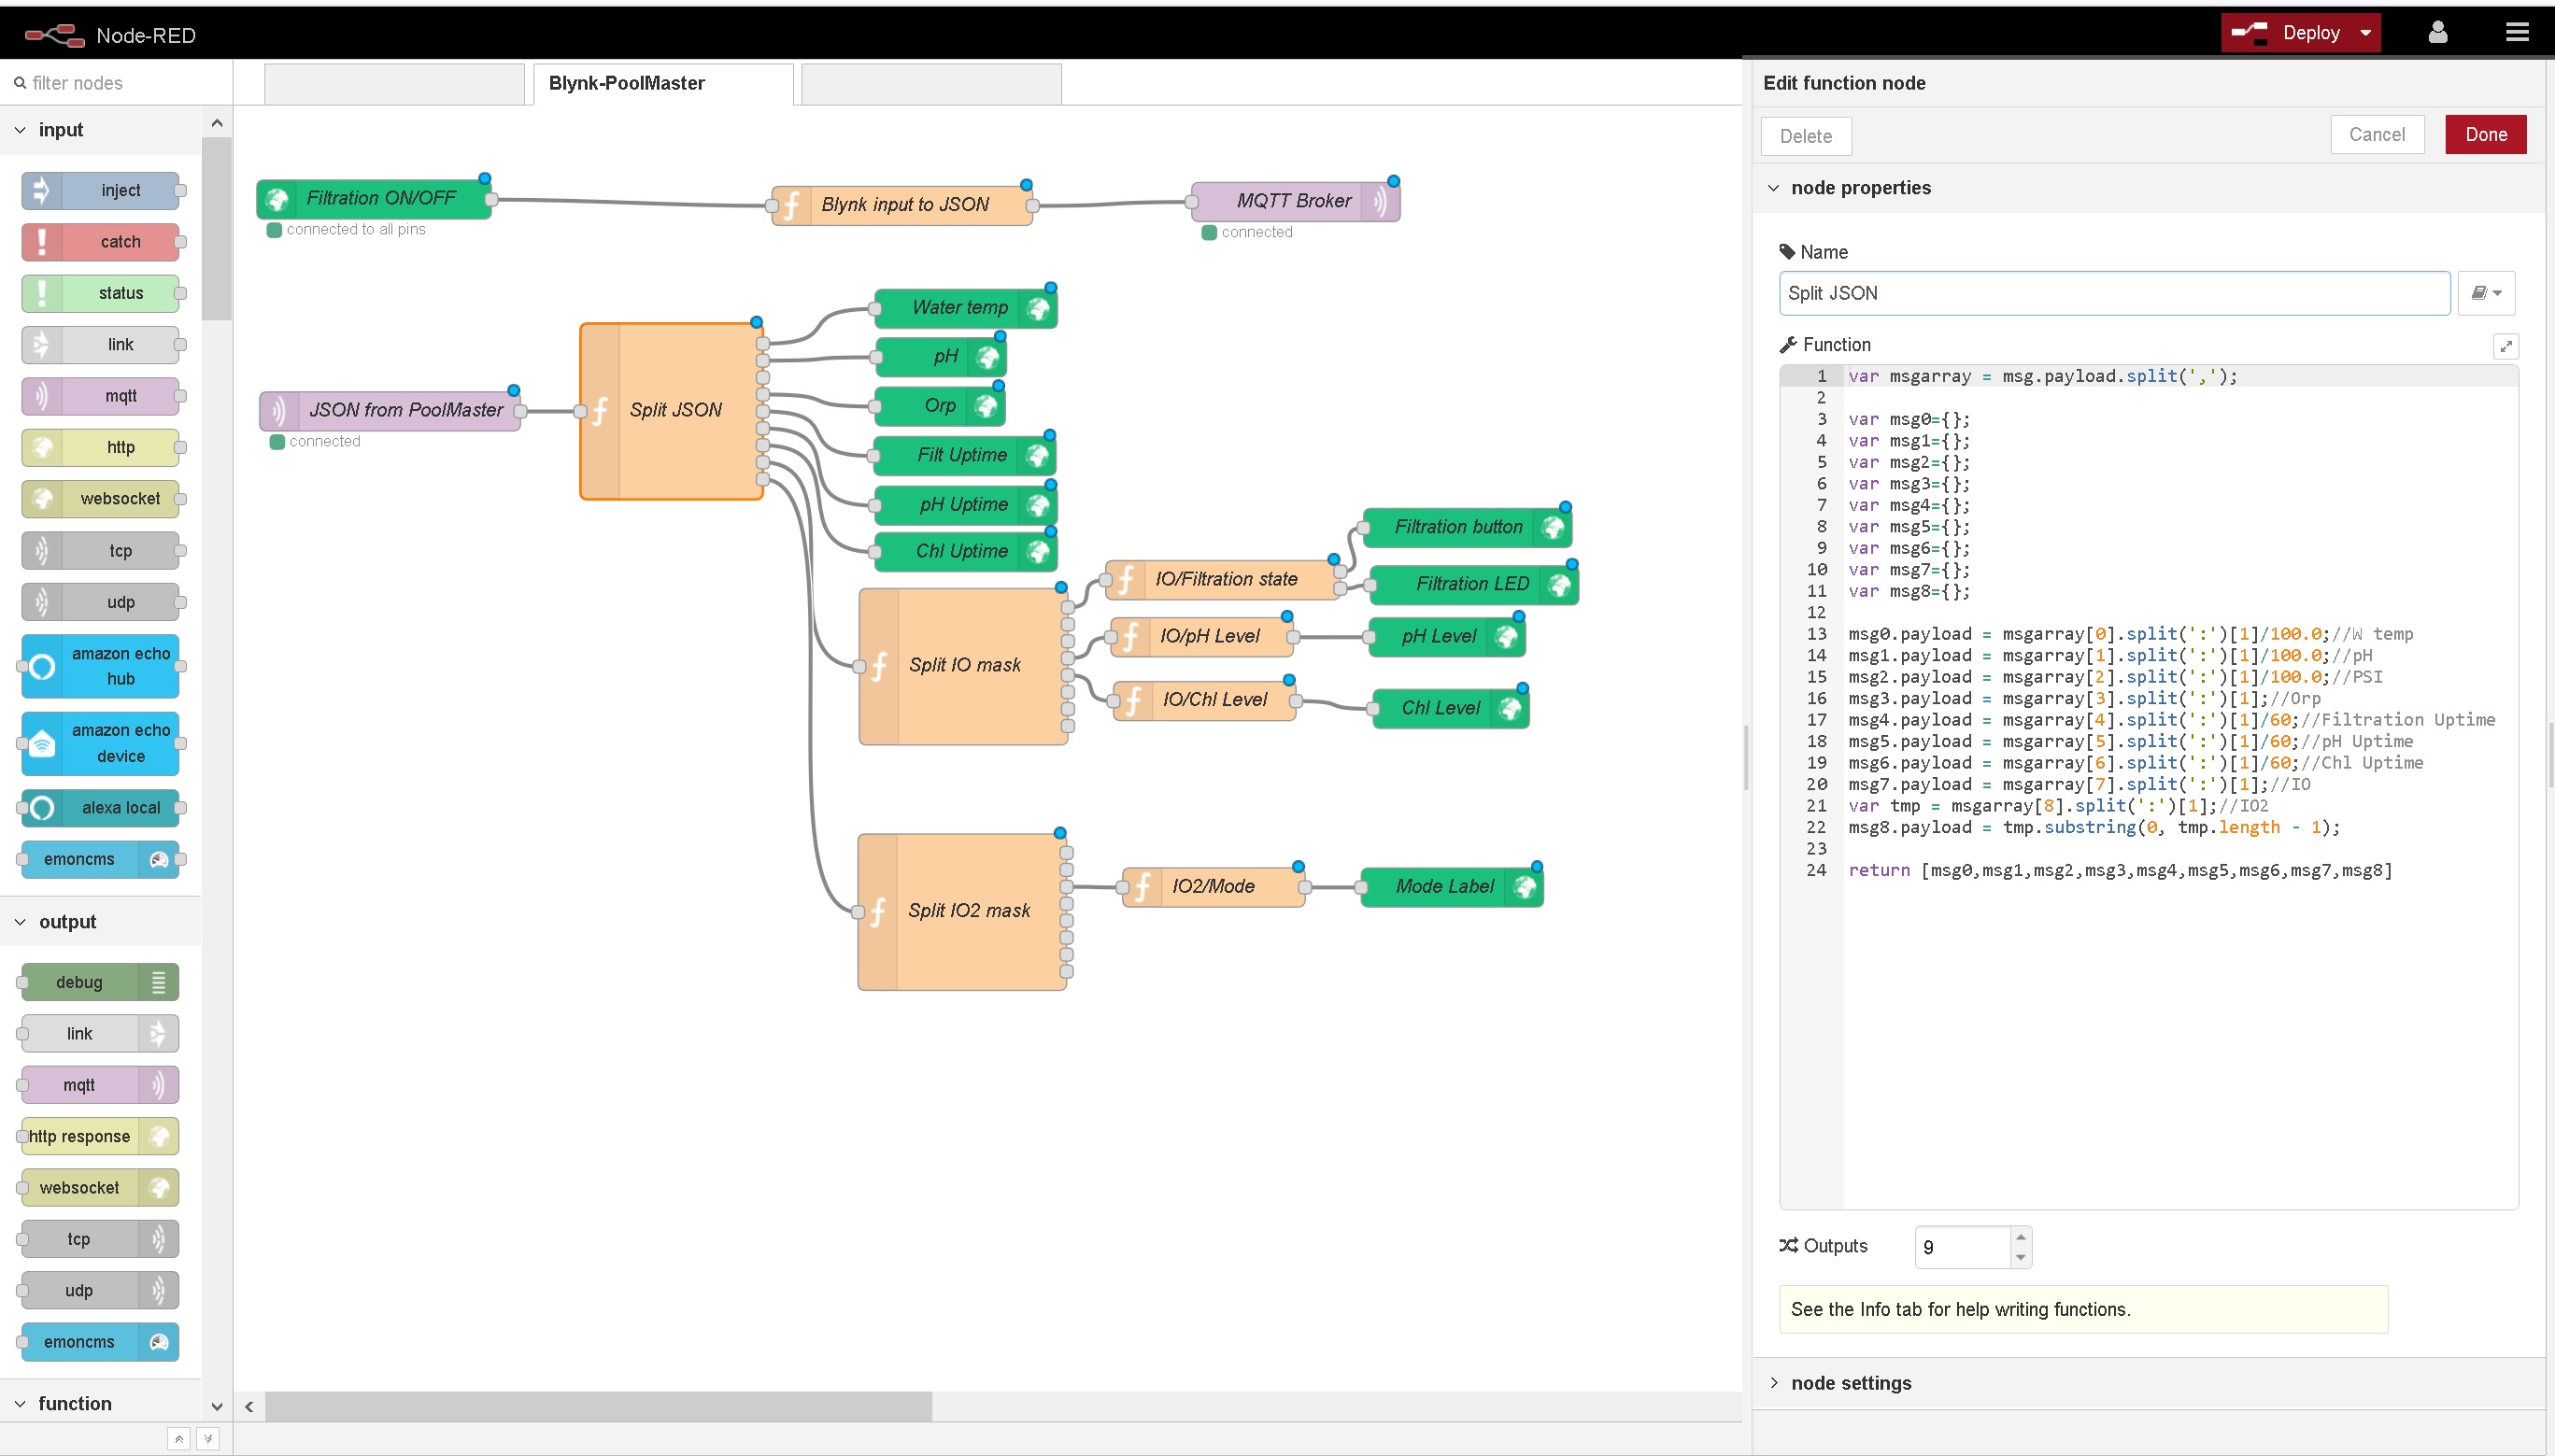 Node-RED
Deploy
filter nodes
Blynk-PoolMaster
input
inject
catch
status
link
mqtt
http
websocket
tcp
udp
amazon echo
hub
amazon echo
device
alexa local
emoncms
output
debug
link
mqtt
http response
websocket
tcp
udp
emoncms
function
Filtration ON/OFF
connected to all pins
Blynk input to JSON
MQTT Broker
connected
JSON from PoolMaster
connected
Split JSON
Water temp
pH
Orp
Filt Uptime
pH Uptime
Chl Uptime
Split IO mask
IO/Filtration state
Filtration button
Filtration LED
IO/pH Level
pH Level
IO/Chl Level
Chl Level
Split IO2 mask
IO2/Mode
Mode Label
Edit function node
Delete
Cancel
Done
node properties
Name
Split JSON
Function
1 var msgarray = msg.payload.split(',');
2
3 var msg0={};
4 var msg1={};
5 var msg2={};
6 var msg3={};
7 var msg4={};
8 var msg5={};
9 var msg6={};
10 var msg7={};
11 var msg8={};
12
13 msg0.payload = msgarray[0].split(':')[1]/100.0;//W temp
14 msg1.payload = msgarray[1].split(':')[1]/100.0;//pH
15 msg2.payload = msgarray[2].split(':')[1]/100.0;//PSI
16 msg3.payload = msgarray[3].split(':')[1];//Orp
17 msg4.payload = msgarray[4].split(':')[1]/60;//Filtration Uptime
18 msg5.payload = msgarray[5].split(':')[1]/60;//pH Uptime
19 msg6.payload = msgarray[6].split(':')[1]/60;//Chl Uptime
20 msg7.payload = msgarray[7].split(':')[1];//IO
21 var tmp = msgarray[8].split(':')[1];//IO2
22 msg8.payload = tmp.substring(0, tmp.length - 1);
23
24 return [msg0,msg1,msg2,msg3,msg4,msg5,msg6,msg7,msg8]
Outputs
9
See the Info tab for help writing functions.
node settings